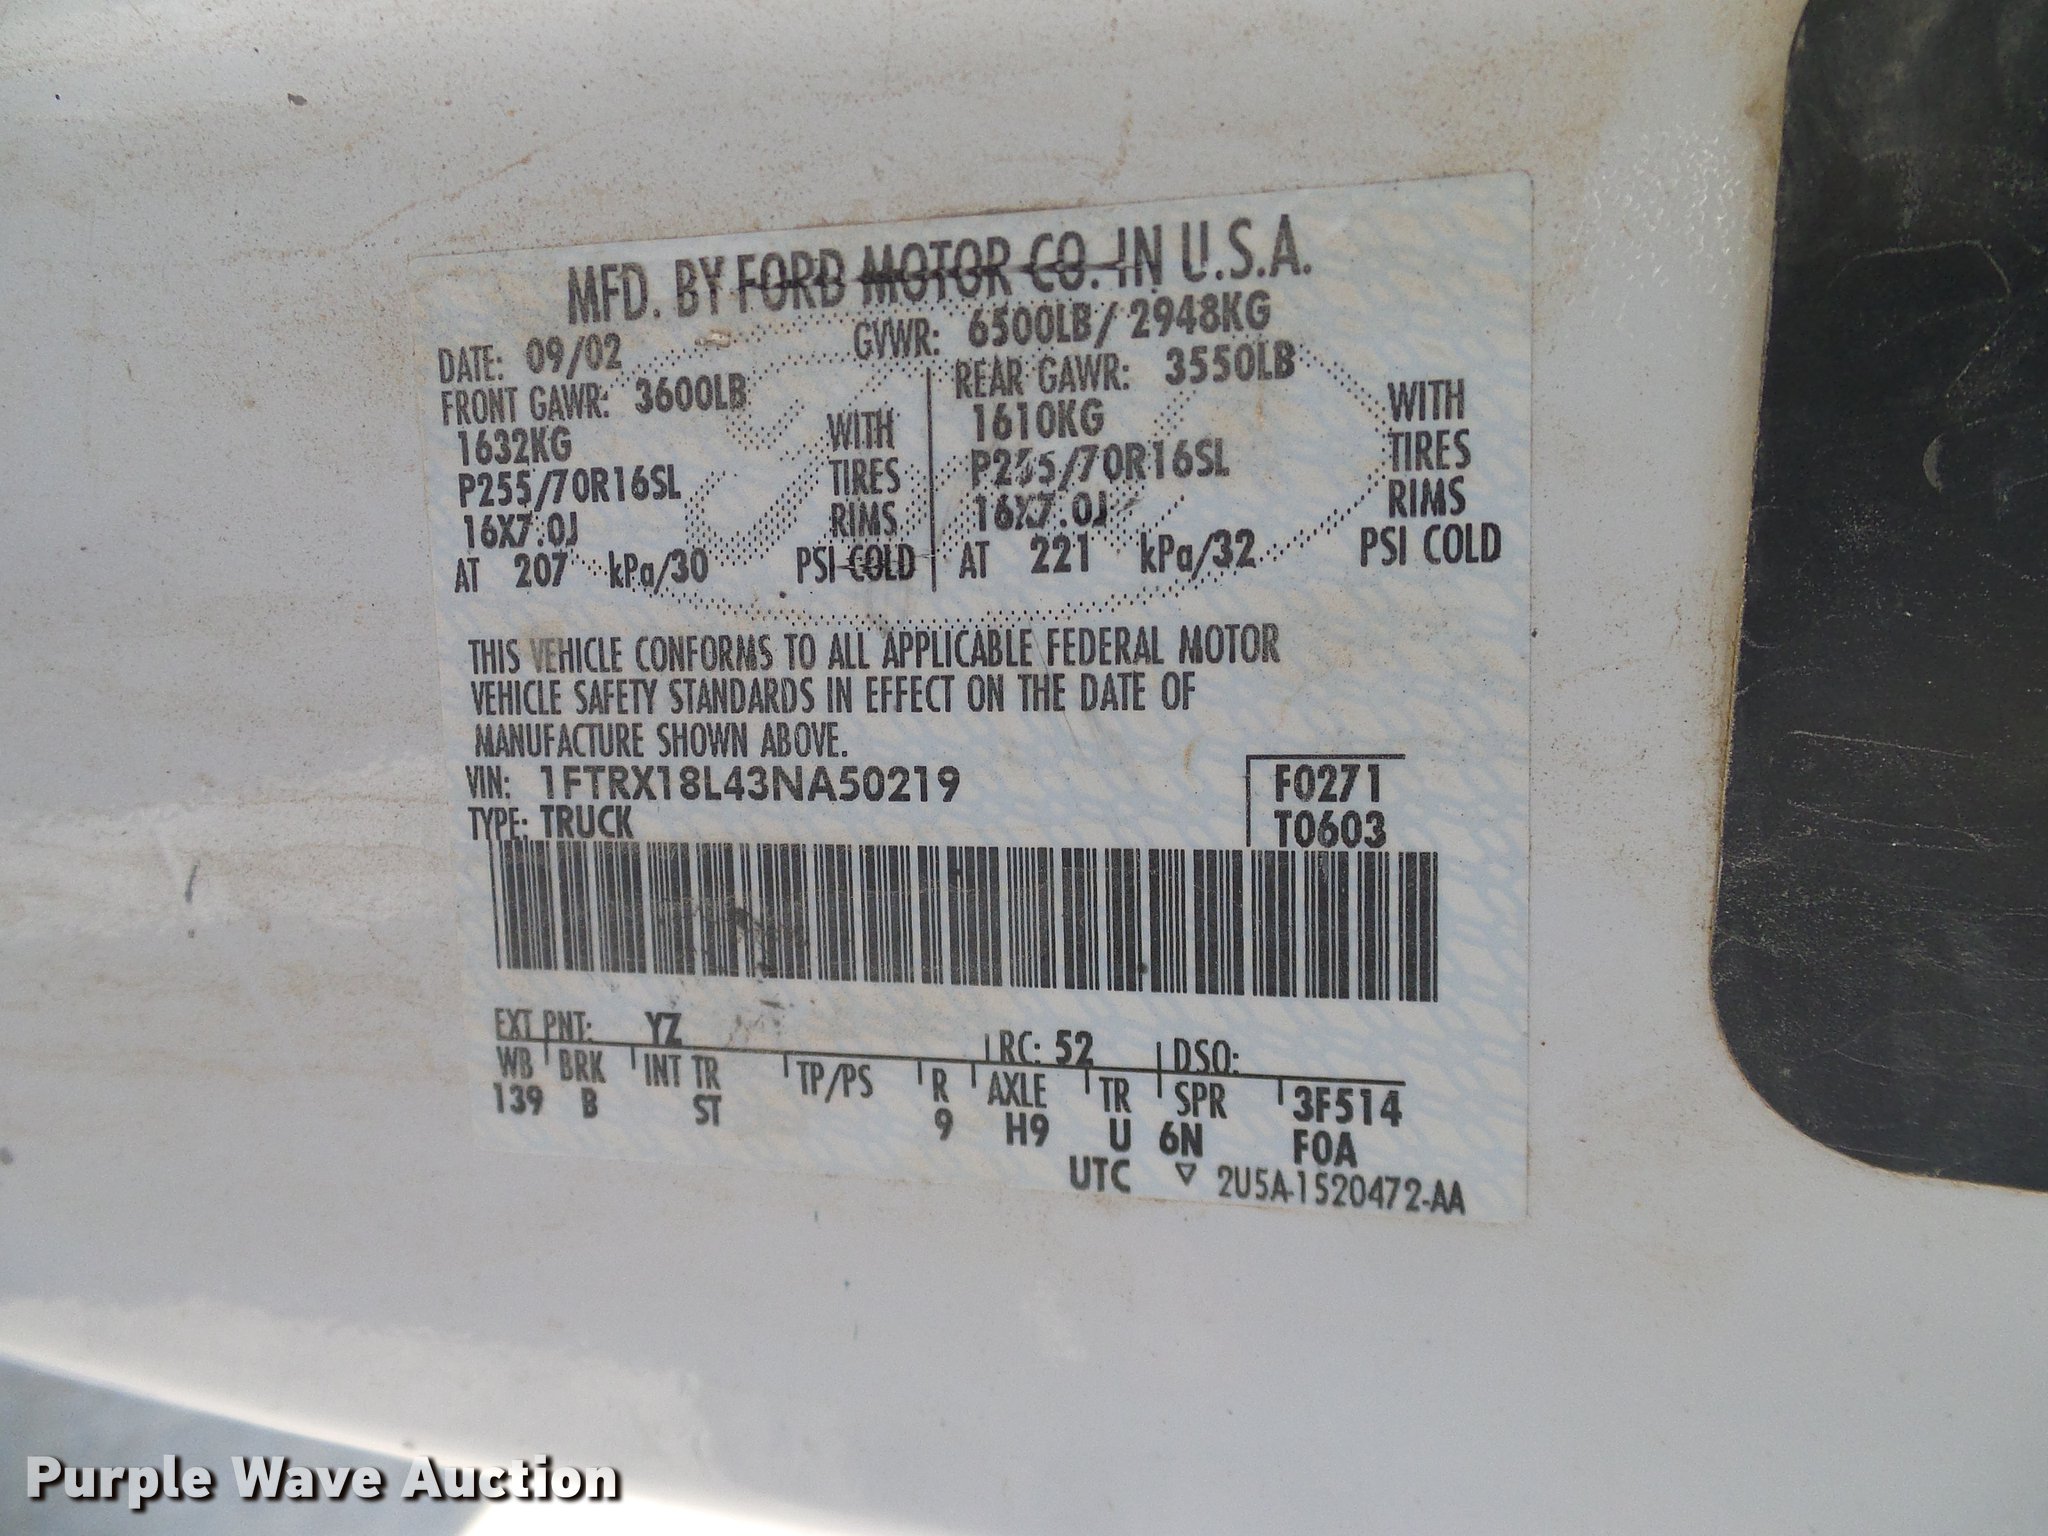 MFD. BY FORD MOTOR CO. IN U.S.A.
DATE: 09/02 GVWR: 6500LB/ 2948KG
FRONT GAWR: 3600LB REAR GAWR: 3550LB
1632KG WITH 1610KG WITH
P255/70R16SL TIRES P255/70R16SL TIRES
16X7.0J RIMS 16X7.0J RIMS
AT 207 kPa/30 PSI COLD AT 221 kPa/32 PSI COLD
THIS VEHICLE CONFORMS TO ALL APPLICABLE FEDERAL MOTOR
VEHICLE SAFETY STANDARDS IN EFFECT ON THE DATE OF
MANUFACTURE SHOWN ABOVE.
VIN: 1FTRX18L43NA50219 F0271
TYPE: TRUCK T0603
EXT PNT: YZ RC: 52 DSO:
WB BRK INT TR TP/PS R AXLE TR SPR 3F514
139 B ST 9 H9 U 6N F0A
UTC ▽ 2U5A-1520472-AA
Purple Wave Auction